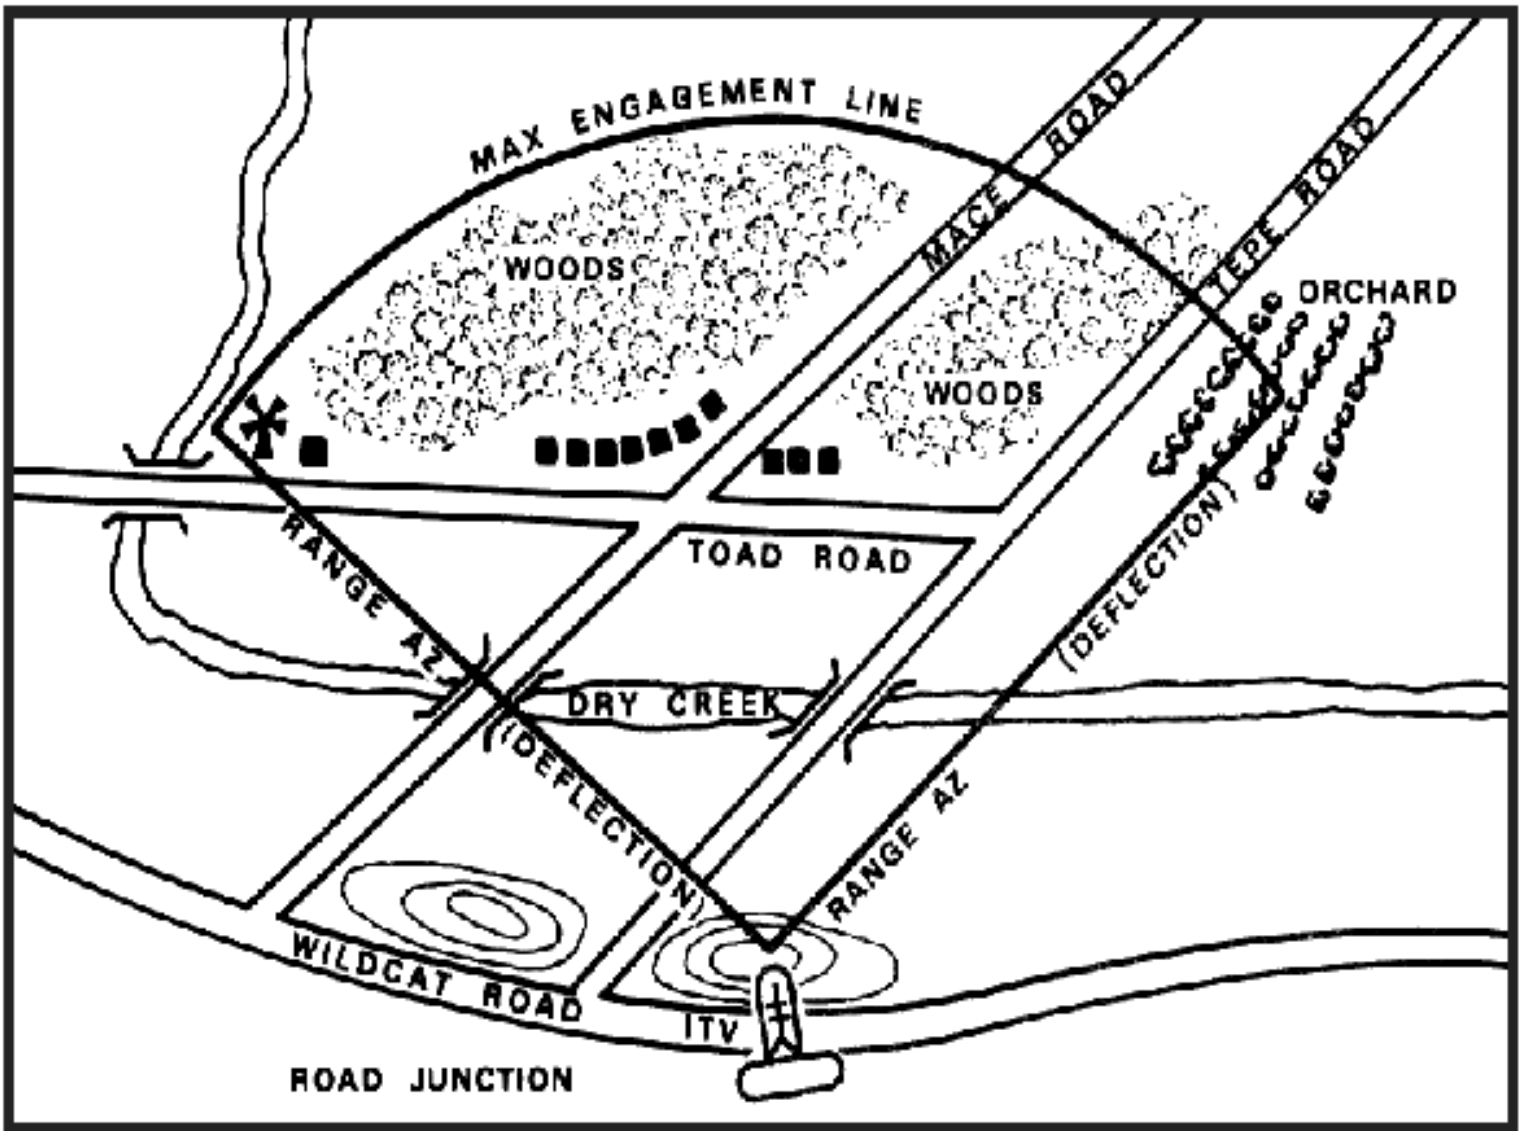 MAX ENGAGEMENT LINE
MACE ROAD
TEPE ROAD
WOODS
ORCHARD
WOODS
RANGE AZ
(DEFLECTION)
TOAD ROAD
(DEFLECTION)
RANGE AZ
DRY CREEK
WILDCAT ROAD
ITV
ROAD JUNCTION